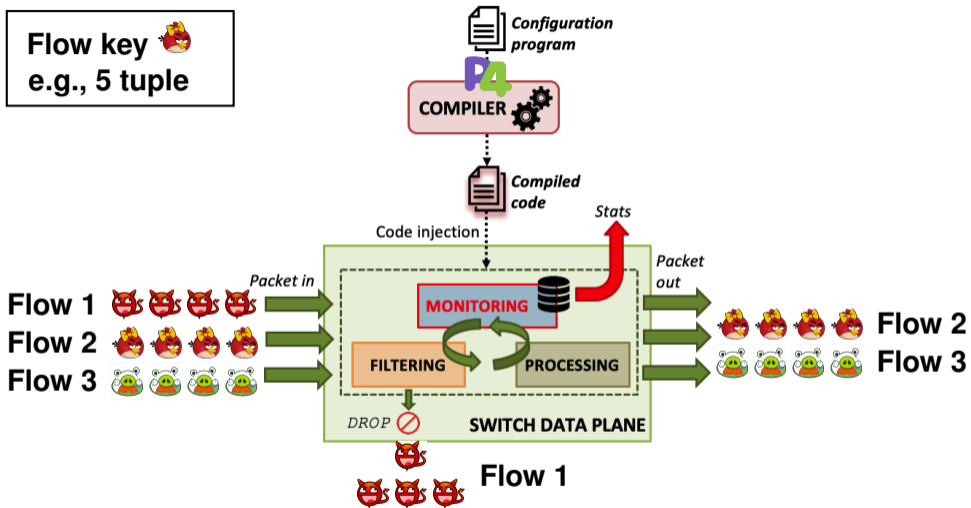 Flow key
e.g., 5 tuple
Configuration
program
P4
COMPILER
Compiled
code
Code injection
Stats
Packet in
Packet
out
MONITORING
Flow 1
Flow 2
Flow 3
Flow 2
Flow 3
FILTERING
PROCESSING
DROP
SWITCH DATA PLANE
Flow 1